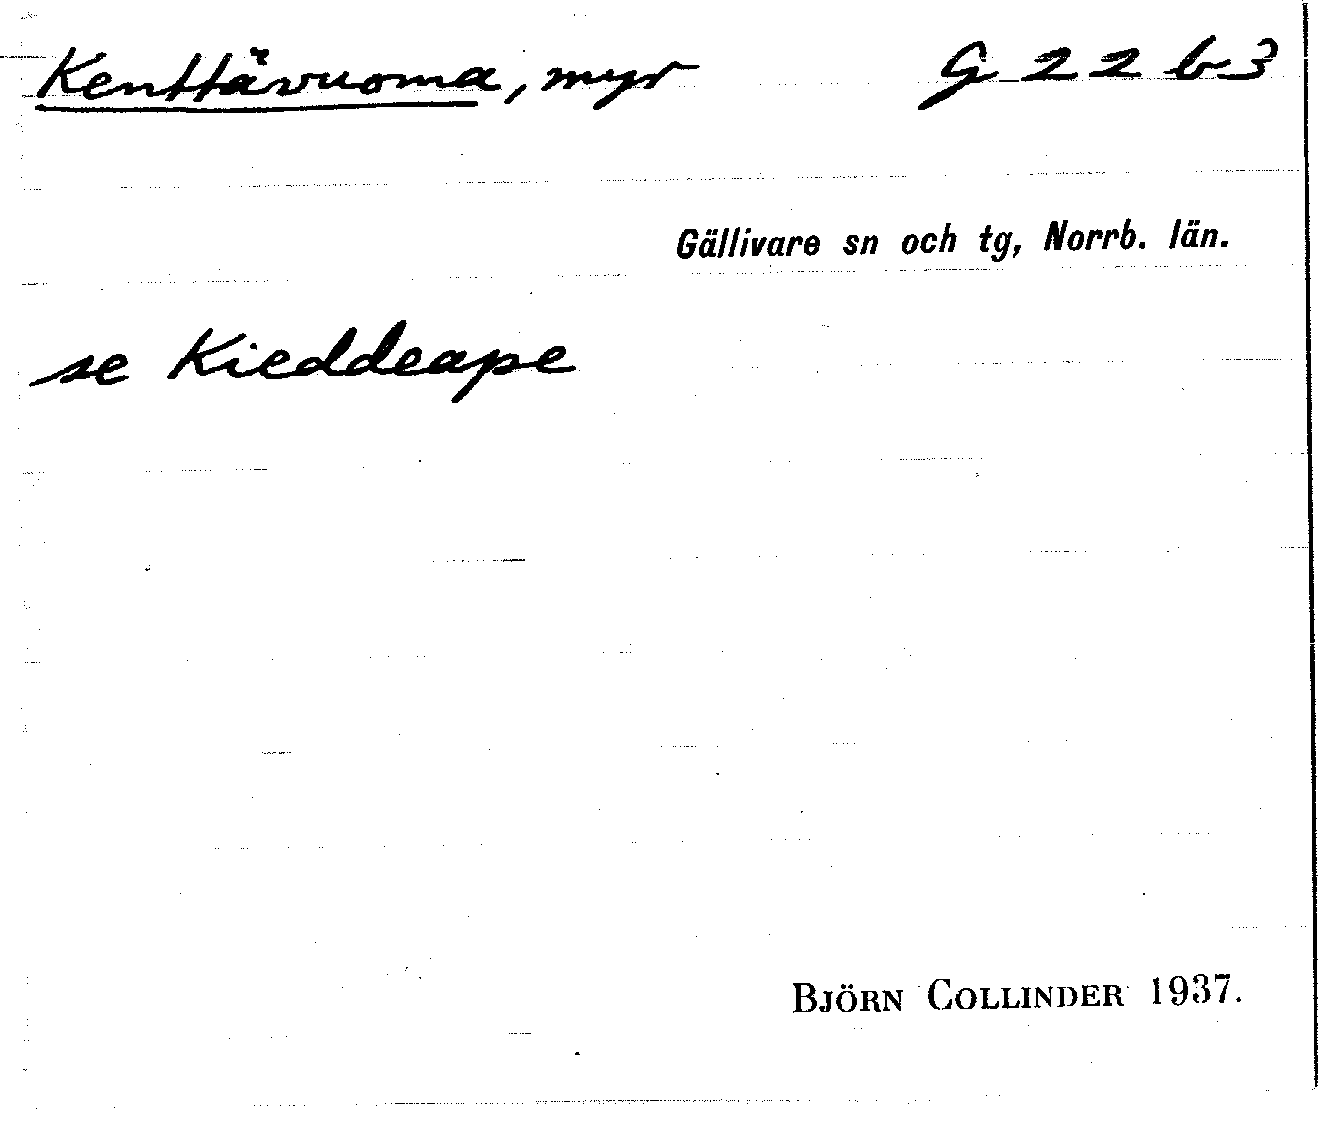 Kenttävuoma, myr G 22 b 3
Gällivare sn och tg, Norrb. län.
se Kieddeape
BJÖRN COLLINDER 1937.